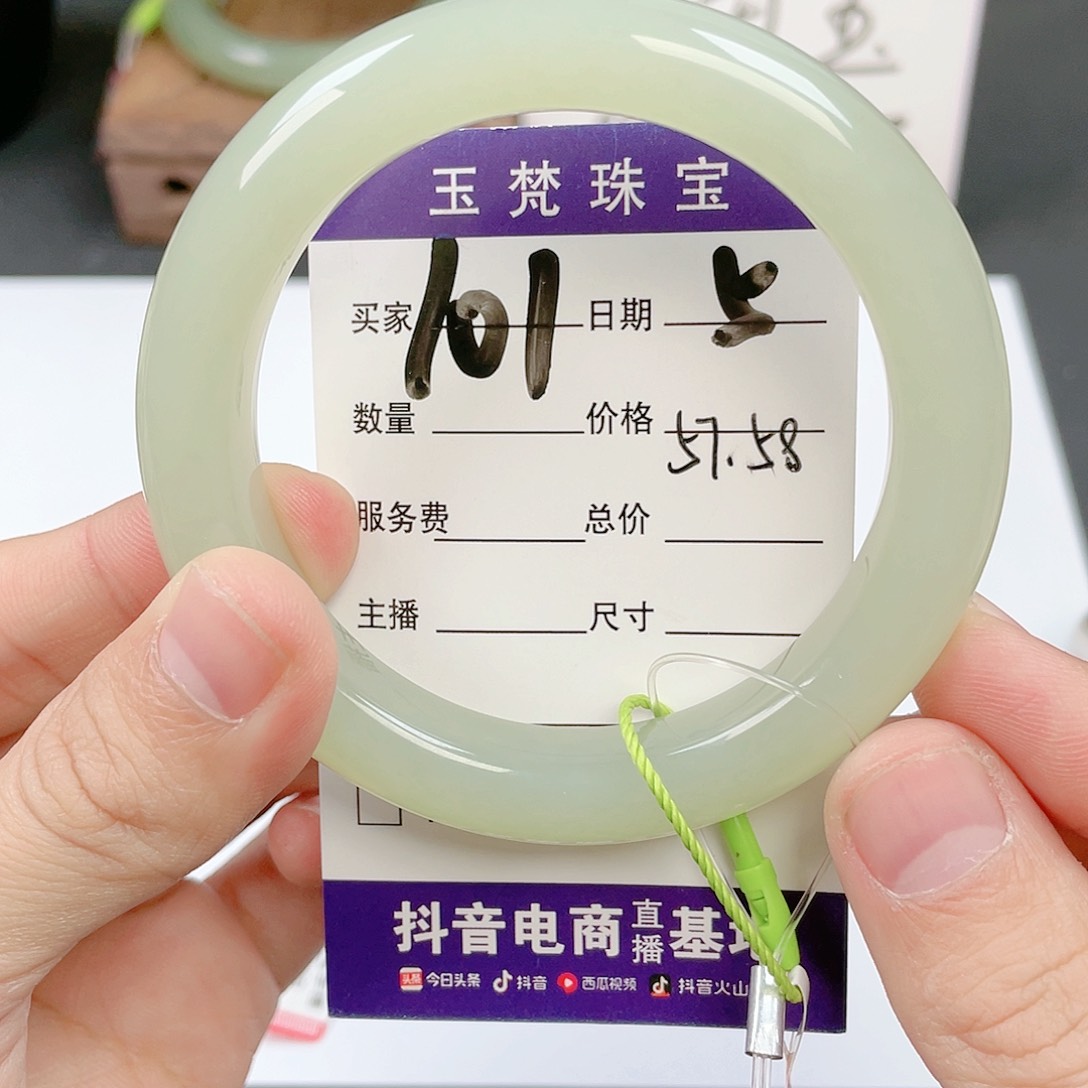 玉梵珠宝
买家 101 日期
数量 价格 57.58
服务费 总价
主播 尺寸
抖音电商直播基地
今日头条 抖音 西瓜视频 抖音火山